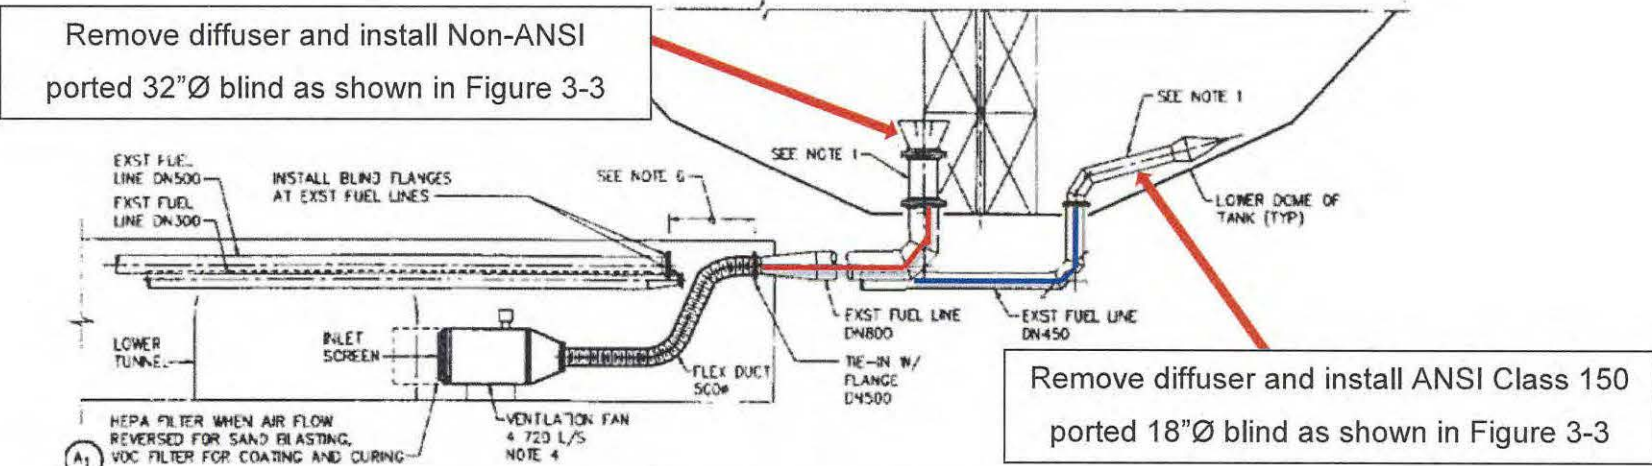 Remove diffuser and install Non-ANSI
ported 32”Ø blind as shown in Figure 3-3
SEE NOTE 1
EXST FUEL
LINE DN500
EXST FUEL
LINE DN300
INSTALL BLIND FLANGES
AT EXST FUEL LINES
SEE NOTE 6
SEE NOTE 1
LOWER DOME OF
TANK (TYP)
EXST FUEL LINE
DN800
EXST FUEL LINE
DN450
LOWER
TUNNEL
INLET
SCREEN
FLEX DUCT
500ø
TIE-IN W/
FLANGE
DN500
Remove diffuser and install ANSI Class 150
ported 18”Ø blind as shown in Figure 3-3
HEPA FILTER WHEN AIR FLOW
REVERSED FOR SAND BLASTING,
VOC FILTER FOR COATING AND CURING
A1
VENTILATION FAN
4 720 L/S
NOTE 4